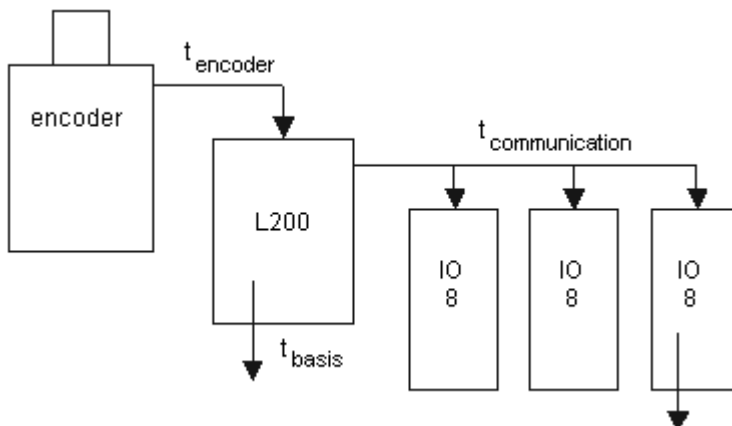 t encoder
encoder
t communication
L200
IO
8
IO
8
IO
8
t basis